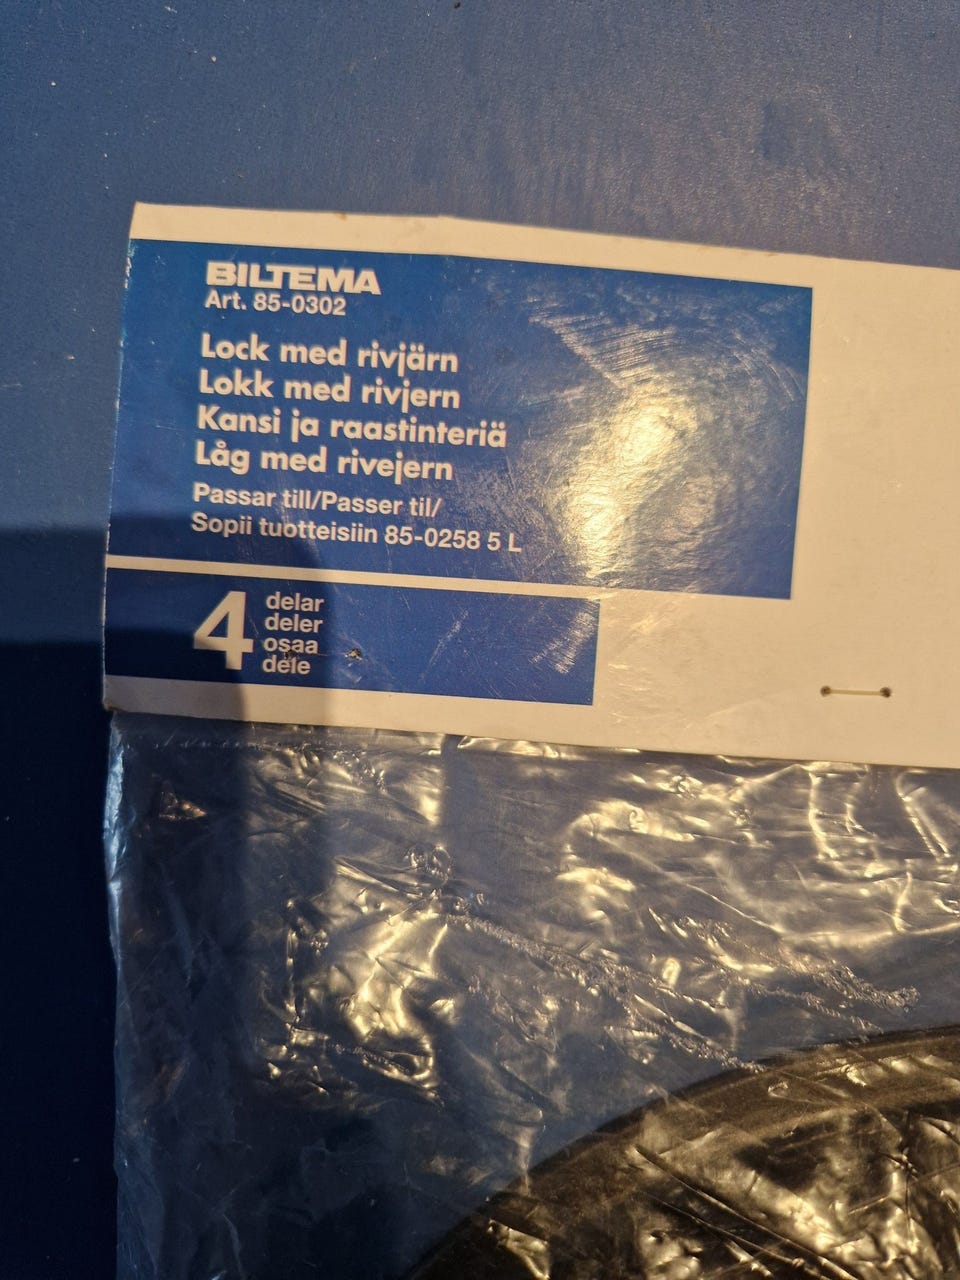 BILTEMA
Art. 85-0302
Lock med rivjärn
Lokk med rivjern
Kansi ja raastinteriä
Låg med rivejern
Passar till/Passer til/
Sopii tuotteisiin 85-0258 5 L
4
delar
deler
osaa
dele